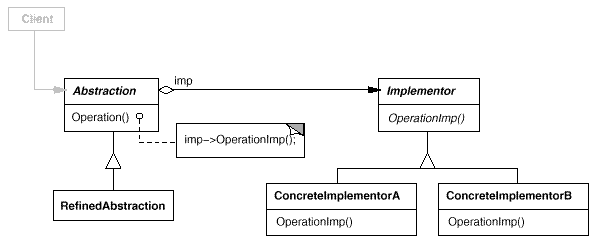 Client
imp
Abstraction
Implementor
Operation()
OperationImp()
imp->OperationImp();
RefinedAbstraction
ConcreteImplementorA
ConcreteImplementorB
OperationImp()
OperationImp()